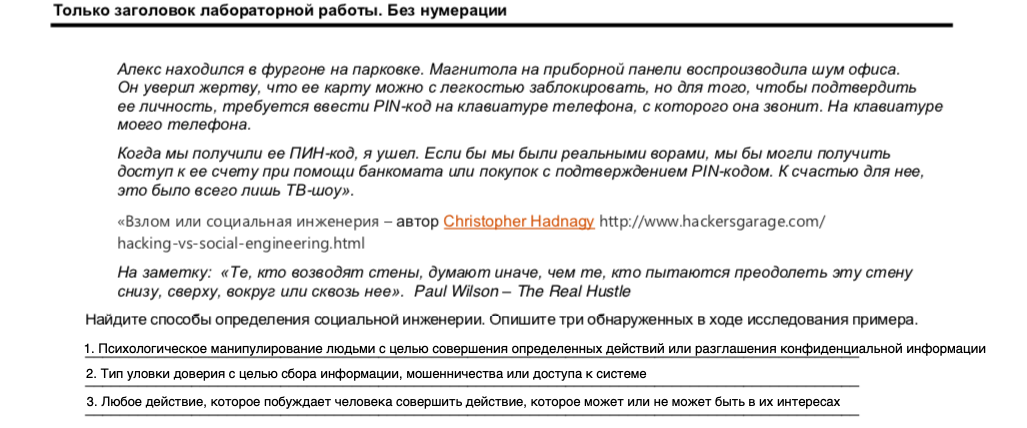 Только заголовок лабораторной работы. Без нумерации
Алекс находился в фургоне на парковке. Магнитола на приборной панели воспроизводила шум офиса.
Он уверил жертву, что ее карту можно с легкостью заблокировать, но для того, чтобы подтвердить
ее личность, требуется ввести PIN-код на клавиатуре телефона, с которого она звонит. На клавиатуре
моего телефона.
Когда мы получили ее ПИН-код, я ушел. Если бы мы были реальными ворами, мы бы могли получить
доступ к ее счету при помощи банкомата или покупок с подтверждением PIN-кодом. К счастью для нее,
это было всего лишь ТВ-шоу».
«Взлом или социальная инженерия – автор Christopher Hadnagy http://www.hackersgarage.com/
hacking-vs-social-engineering.html
На заметку: «Те, кто возводят стены, думают иначе, чем те, кто пытаются преодолеть эту стену
снизу, сверху, вокруг или сквозь нее». Paul Wilson – The Real Hustle
Найдите способы определения социальной инженерии. Опишите три обнаруженных в ходе исследования примера.
1. Психологическое манипулирование людьми с целью совершения определенных действий или разглашения конфиденциальной информации
2. Тип уловки доверия с целью сбора информации, мошенничества или доступа к системе
3. Любое действие, которое побуждает человека совершить действие, которое может или не может быть в их интересах